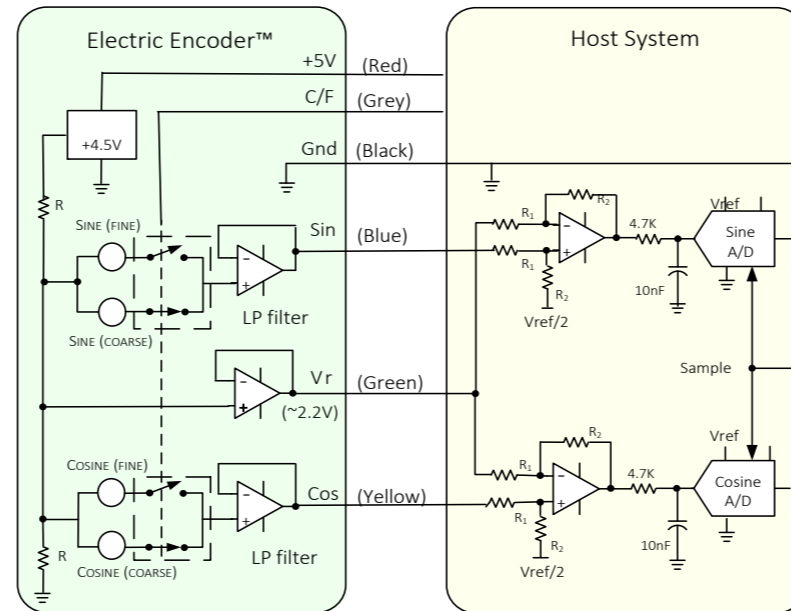 Electric Encoder™
Host System
+5V (Red)
C/F (Grey)
+4.5V
Gnd (Black)
R
SINE (FINE)
Sin (Blue)
R1
R2
R1
R2
4.7K
Vref
Sine
A/D
10nF
LP filter
SINE (COARSE)
Vref/2
Sample
Vr (Green)
(~2.2V)
COSINE (FINE)
Cos (Yellow)
R1
R2
R1
R2
4.7K
Vref
Cosine
A/D
10nF
R
LP filter
COSINE (COARSE)
Vref/2